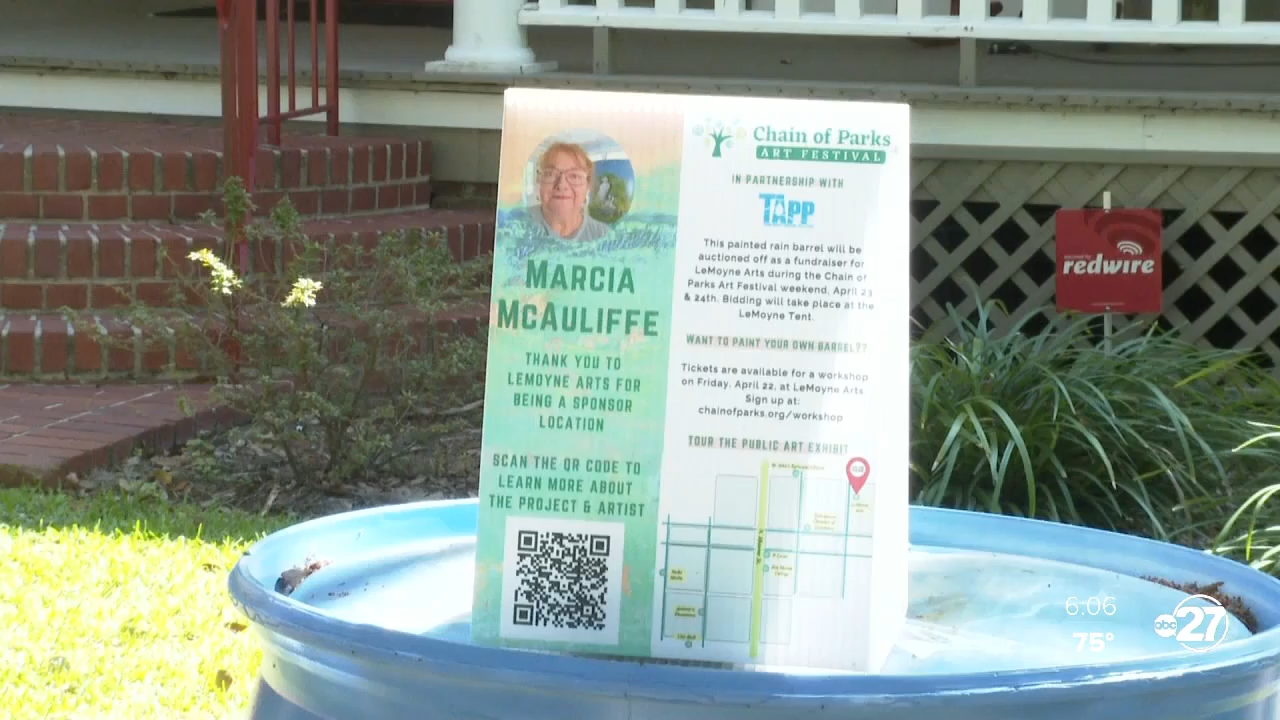 Chain of Parks
ART FESTIVAL
IN PARTNERSHIP WITH
TAPP
This painted rain barrel will be
auctioned off as a fundraiser for
LeMoyne Arts during the Chain of
Parks Art Festival weekend, April 23
& 24th. Bidding will take place at the
LeMoyne Tent.
WANT TO PAINT YOUR OWN BARREL??
Tickets are available for a workshop
on Friday, April 22, at LeMoyne Arts
Sign up at:
chainofparks.org/workshop
TOUR THE PUBLIC ART EXHIBIT
MARCIA
MCAULIFFE
THANK YOU TO
LEMOYNE ARTS FOR
BEING A SPONSOR
LOCATION
SCAN THE QR CODE TO
LEARN MORE ABOUT
THE PROJECT & ARTIST
secured by
redwire
6:06
75°
abc 27